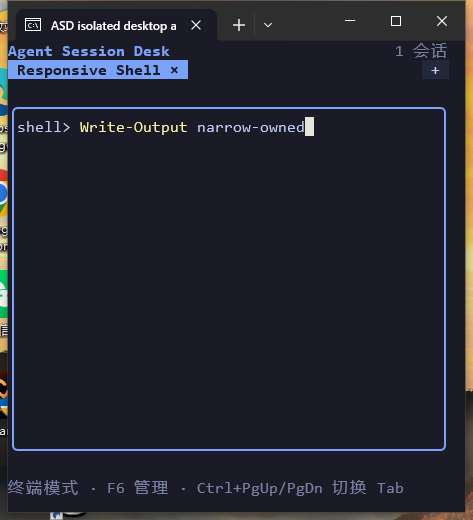 ASD isolated desktop a
Agent Session Desk 1 会话
Responsive Shell × +
shell> Write-Output narrow-owned
终端模式 · F6 管理 · Ctrl+PgUp/PgDn 切换 Tab